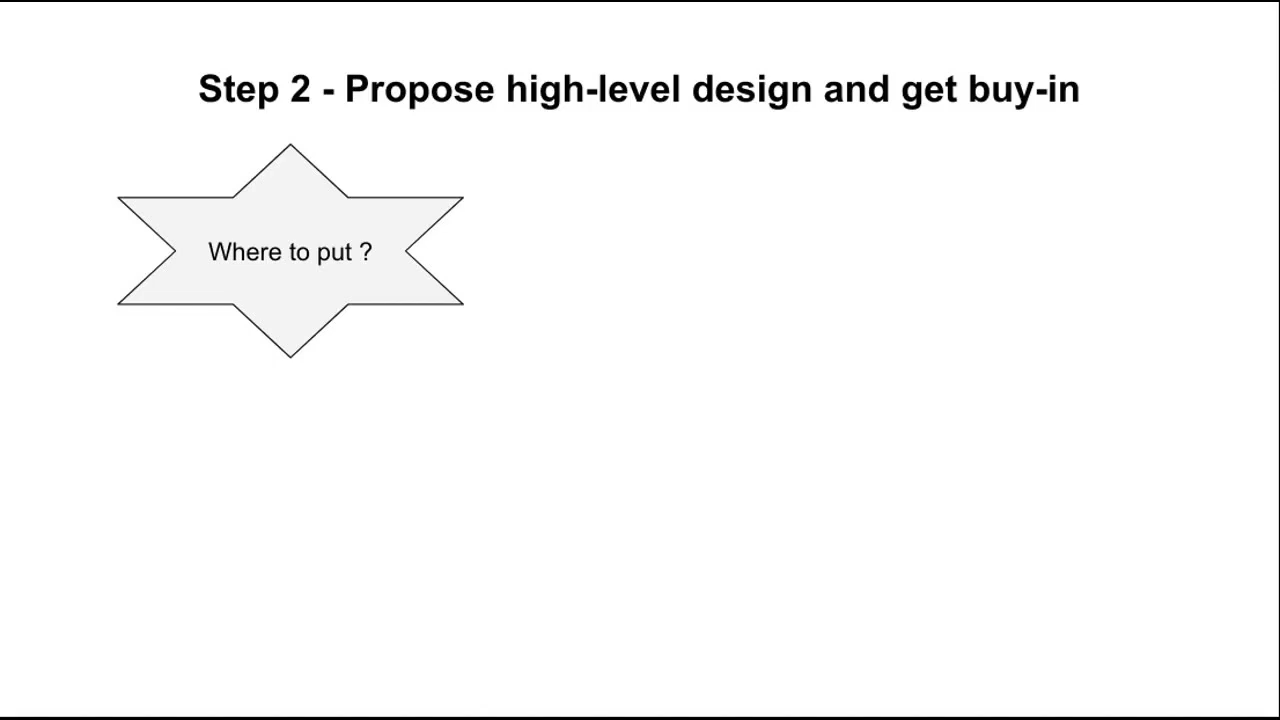 Step 2 - Propose high-level design and get buy-in
Where to put ?